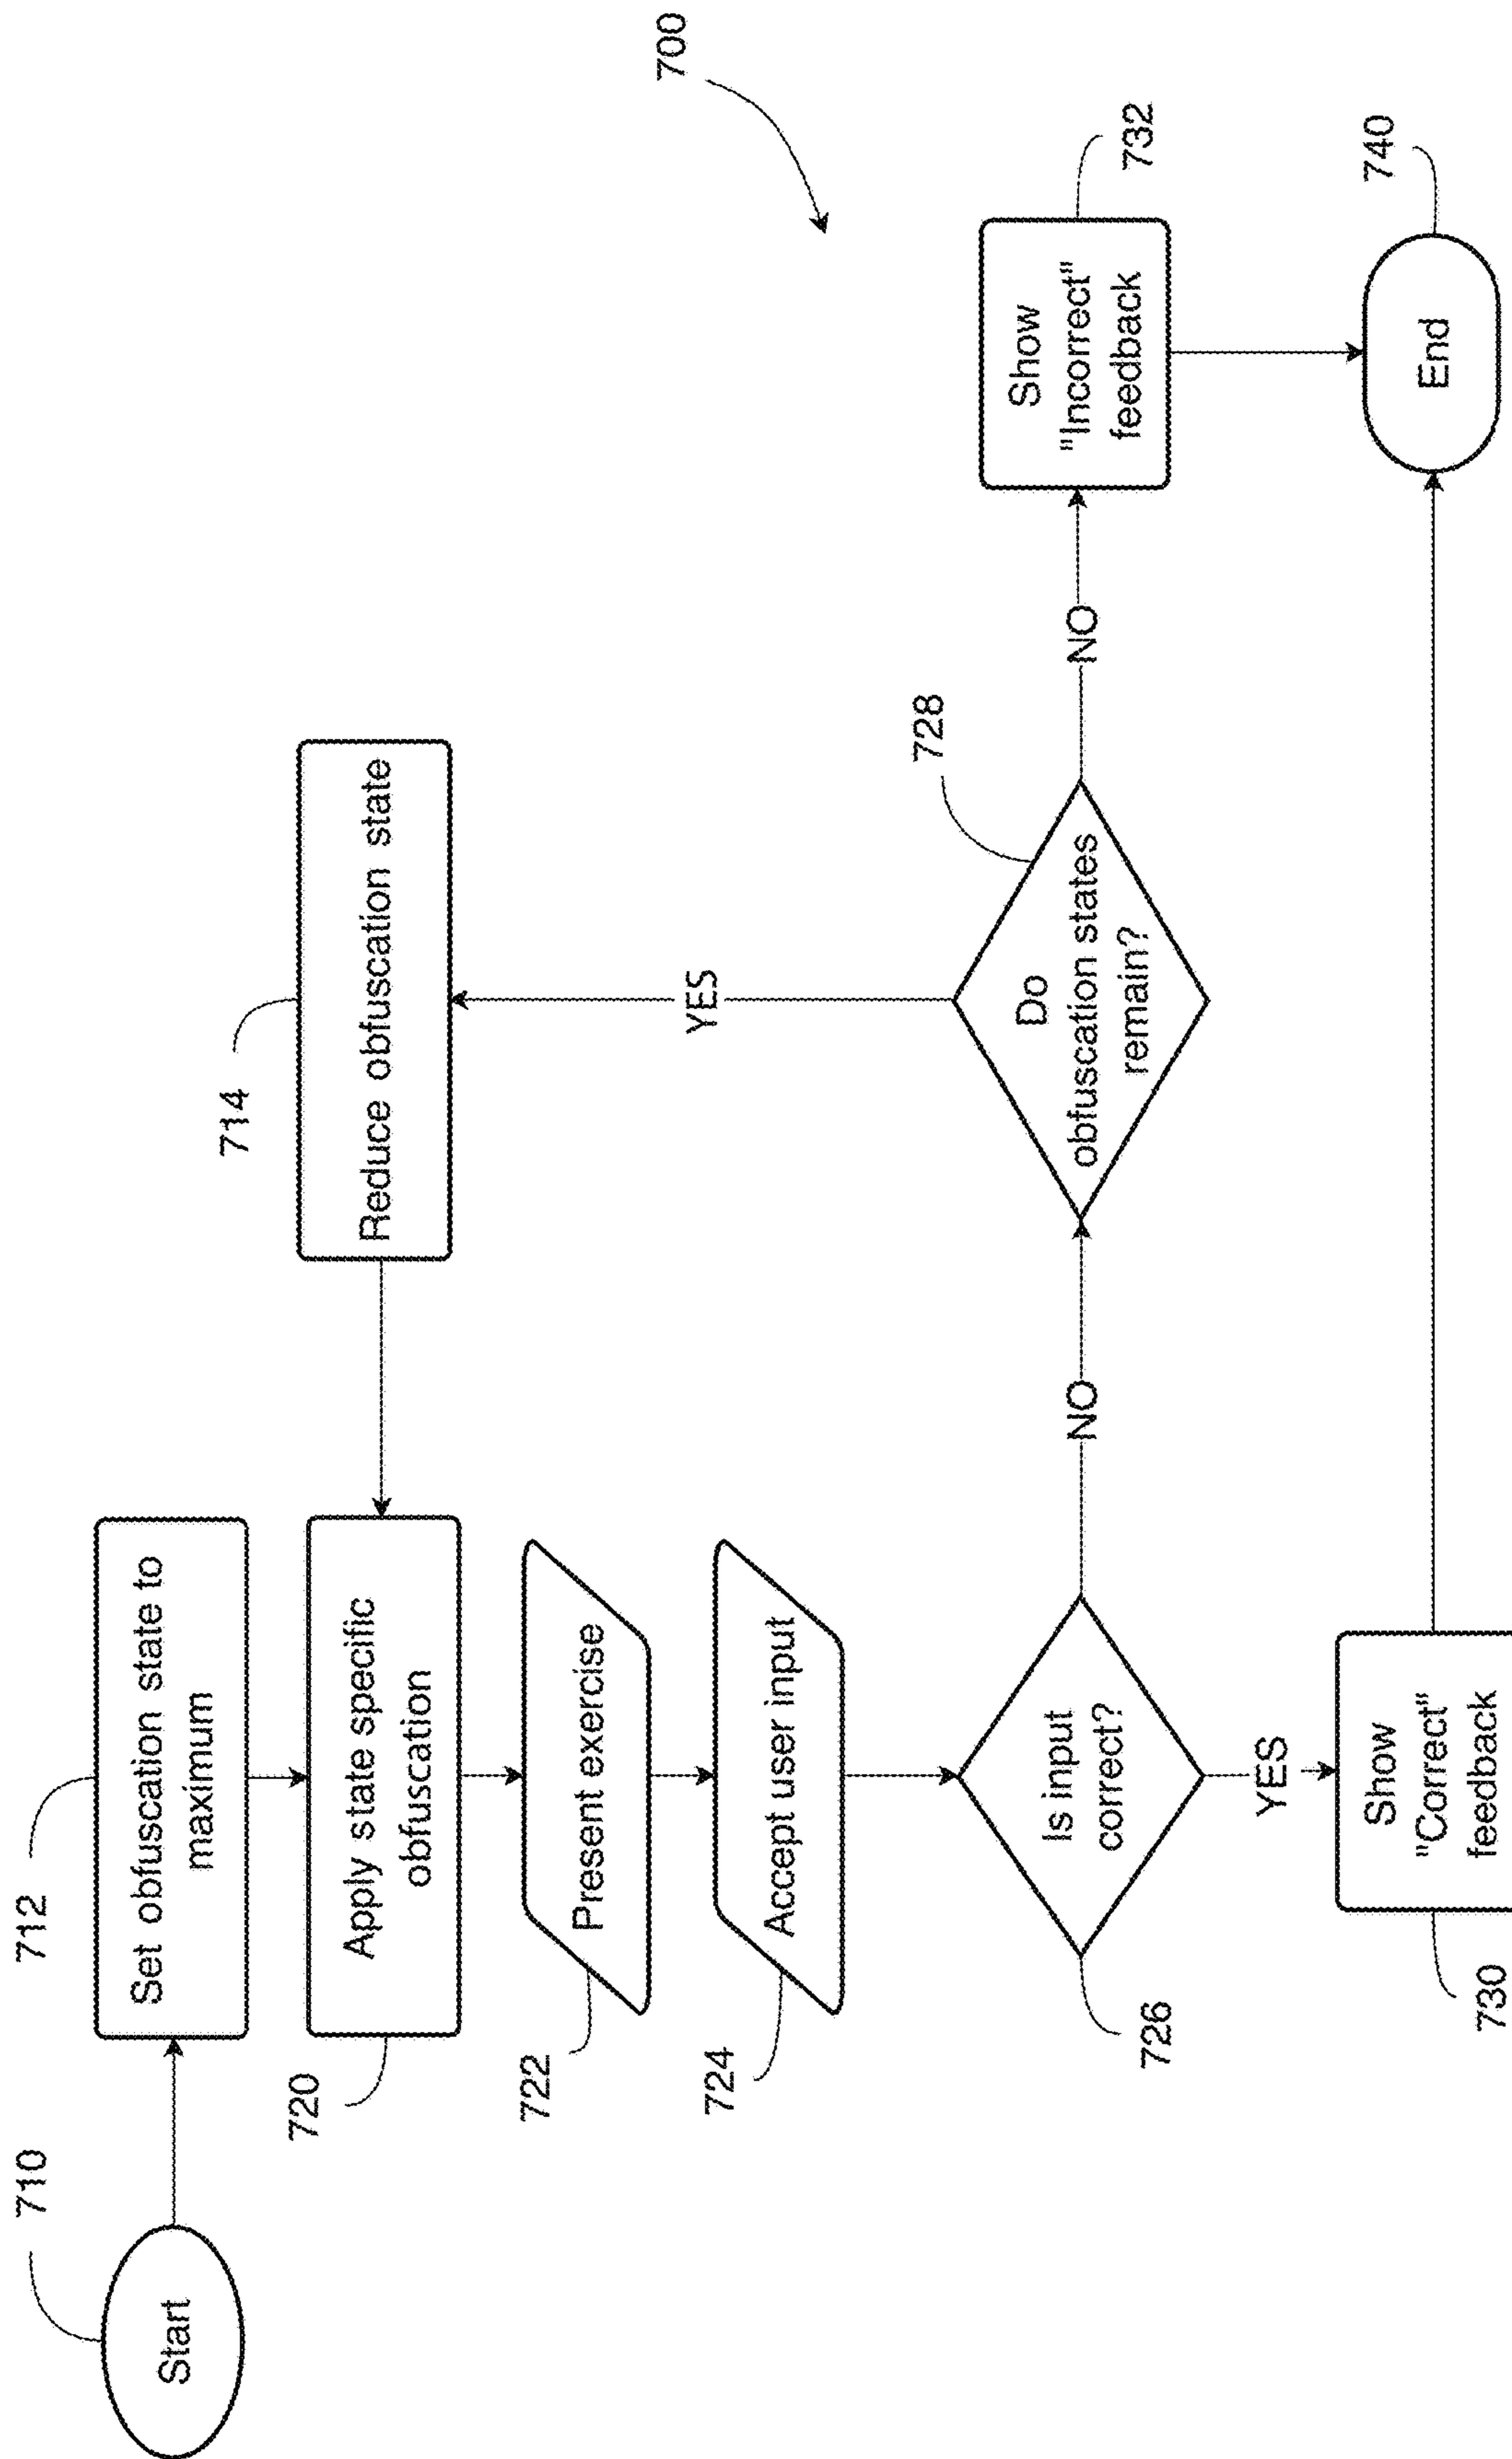 700
710
Start
712
Set obfuscation state to
maximum
714
Reduce obfuscation state
720
Apply state specific
obfuscation
722
Present exercise
724
Accept user input
726
Is input
correct?
NO
728
Do
obfuscation states
remain?
YES
NO
732
Show
"Incorrect"
feedback
YES
730
Show
"Correct"
feedback
740
End